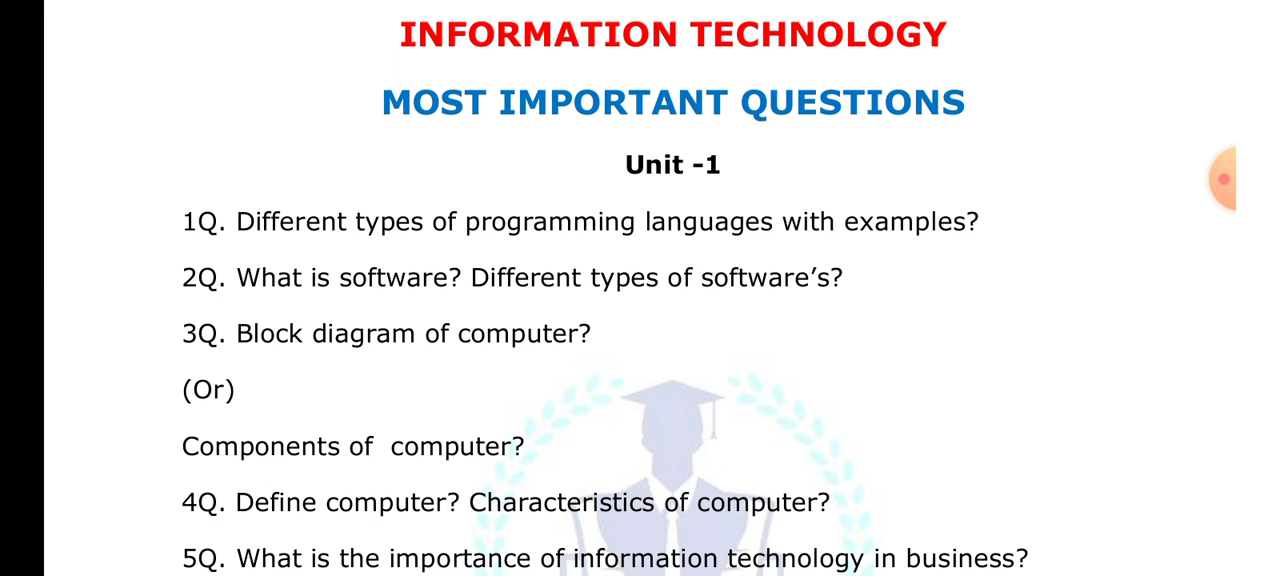 INFORMATION TECHNOLOGY
MOST IMPORTANT QUESTIONS
Unit -1
1Q. Different types of programming languages with examples?
2Q. What is software? Different types of software’s?
3Q. Block diagram of computer?
(Or)
Components of  computer?
4Q. Define computer? Characteristics of computer?
5Q. What is the importance of information technology in business?